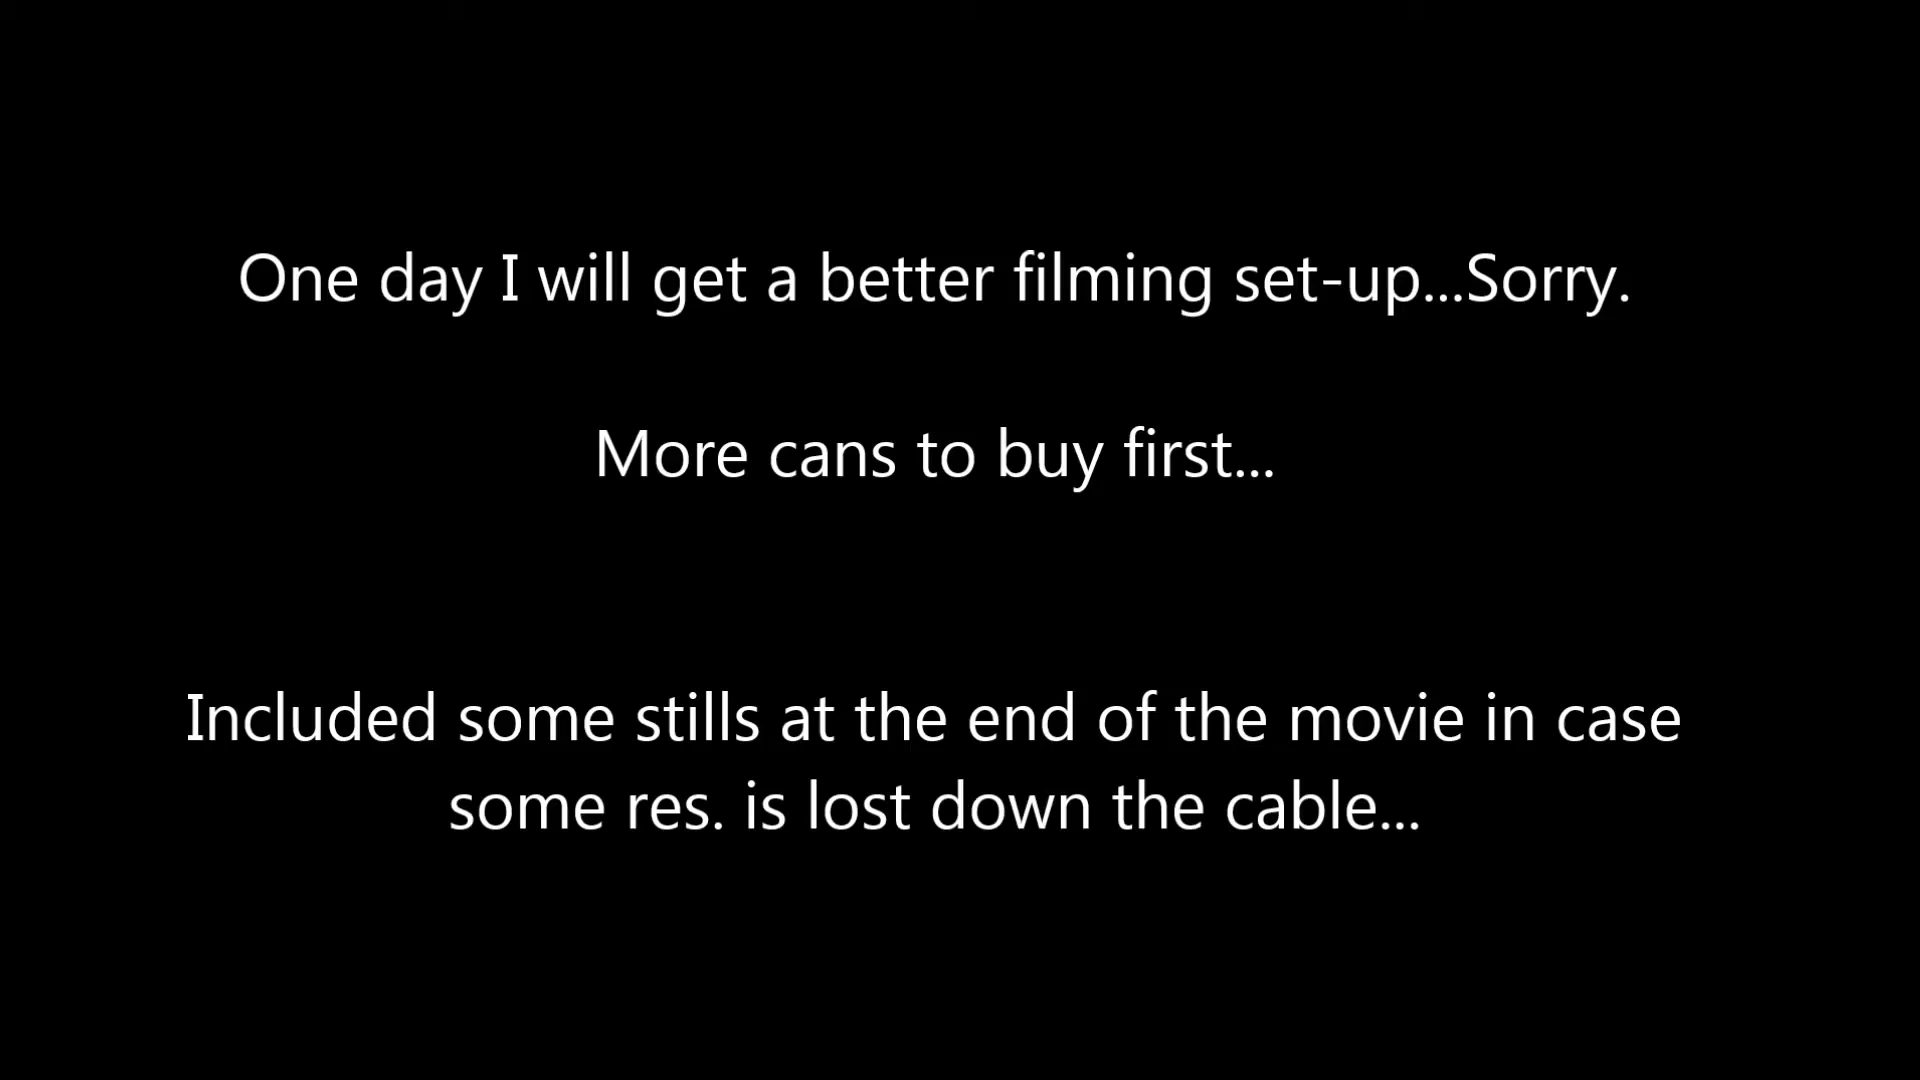 One day I will get a better filming set-up...Sorry.
More cans to buy first...
Included some stills at the end of the movie in case
some res. is lost down the cable...